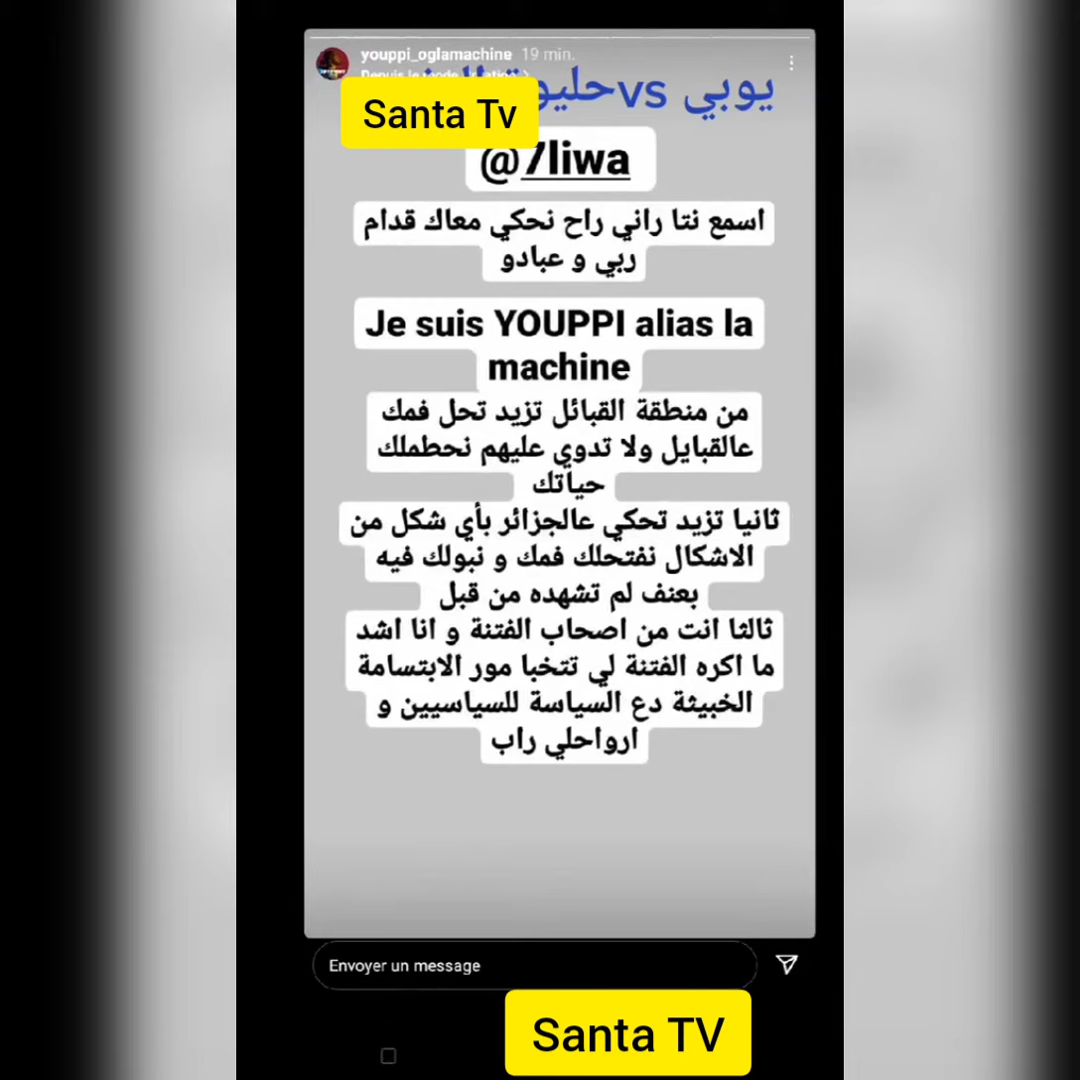 youppi_oglamachine 19 min.
يوبي vs
Santa Tv
@7liwa
اسمع نتا راني راح نحكي معاك قدام
ربي و عبادو
Je suis YOUPPI alias la
machine
من منطقة القبائل تزيد تحل فمك
عالقبايل ولا تدوي عليهم نحطملك
حياتك
ثانيا تزيد تحكي عالجزائر بأي شكل من
الاشكال نفتحلك فمك و نبولك فيه
بعنف لم تشهده من قبل
ثالثا انت من اصحاب الفتنة و انا اشد
ما اكره الفتنة لي تتخبا مور الابتسامة
الخبيثة دع السياسة للسياسيين و
ارواحلي راب
Envoyer un message
Santa TV